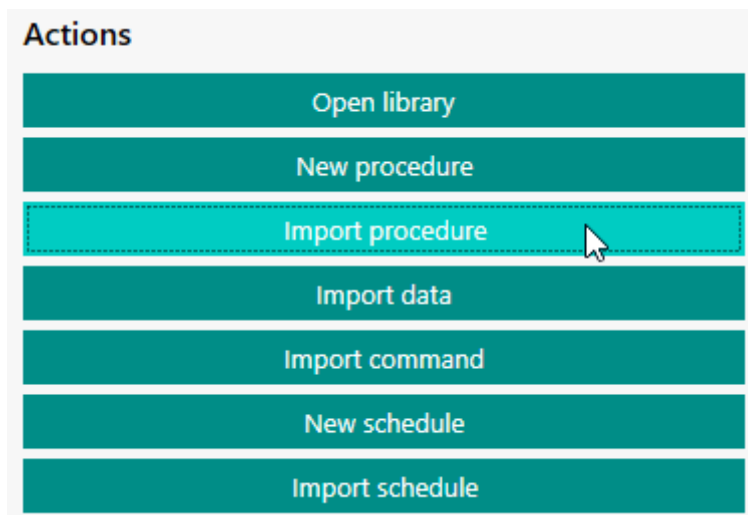 Actions
Open library
New procedure
Import procedure
Import data
Import command
New schedule
Import schedule